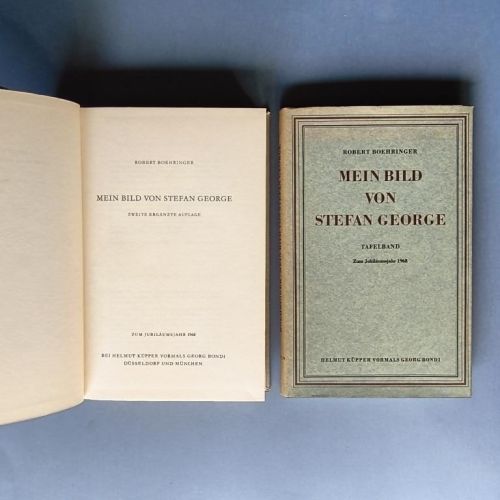 ROBERT BOEHRINGER
MEIN BILD VON STEFAN GEORGE
ZWEITE ERGÄNZTE AUFLAGE
ZUM JUBILÄUMSJAHR 1968
BEI HELMUT KÜPPER VORMALS GEORG BONDI
DÜSSELDORF UND MÜNCHEN
ROBERT BOEHRINGER
MEIN BILD
VON
STEFAN GEORGE
TAFELBAND
Zum Jubiläumsjahr 1968
HELMUT KÜPPER VORMALS GEORG BONDI